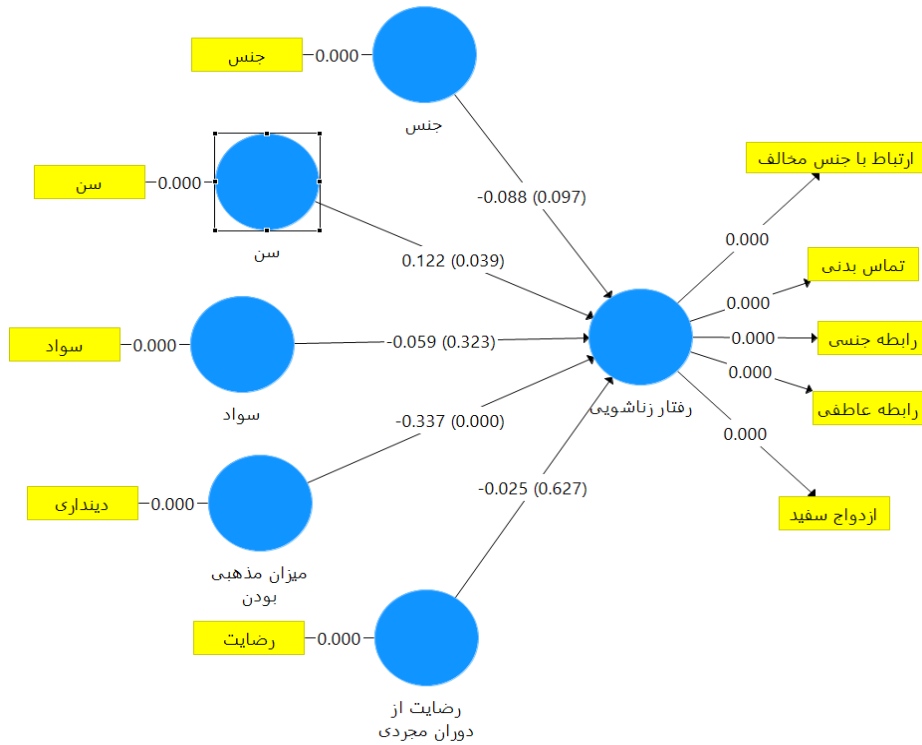 جنس
0.000
جنس
-0.088 (0.097)
سن
0.000
سن
0.122 (0.039)
سواد
0.000
سواد
-0.059 (0.323)
دینداری
0.000
میزان مذهبی
بودن
-0.337 (0.000)
رضایت
0.000
رضایت از
دوران مجردی
-0.025 (0.627)
رفتار زناشویی
0.000
ارتباط با جنس مخالف
0.000
تماس بدنی
0.000
رابطه جنسی
0.000
رابطه عاطفی
0.000
ازدواج سفید